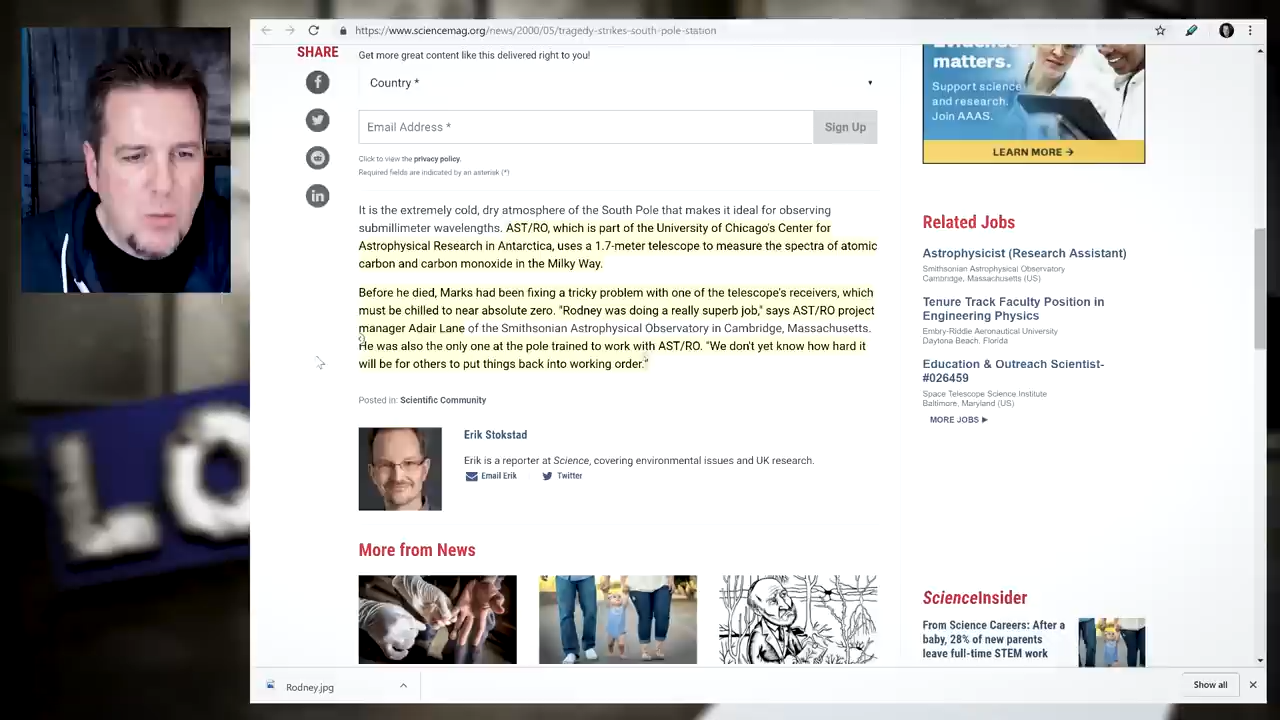 https://www.sciencemag.org/news/2000/05/tragedy-strikes-south-pole-station
SHARE
Get more great content like this delivered right to you!
Country *
Email Address *
Sign Up
Click to view the privacy policy.
Required fields are indicated by an asterisk (*)
It is the extremely cold, dry atmosphere of the South Pole that makes it ideal for observing
submillimeter wavelengths. AST/RO, which is part of the University of Chicago's Center for
Astrophysical Research in Antarctica, uses a 1.7-meter telescope to measure the spectra of atomic
carbon and carbon monoxide in the Milky Way.
Before he died, Marks had been fixing a tricky problem with one of the telescope's receivers, which
must be chilled to near absolute zero. "Rodney was doing a really superb job," says AST/RO project
manager Adair Lane of the Smithsonian Astrophysical Observatory in Cambridge, Massachusetts.
He was also the only one at the pole trained to work with AST/RO. "We don't yet know how hard it
will be for others to put things back into working order."
Posted in: Scientific Community
Erik Stokstad
Erik is a reporter at Science, covering environmental issues and UK research.
Email Erik
Twitter
More from News
Evidence
matters.
Support science
and research.
Join AAAS.
LEARN MORE →
Related Jobs
Astrophysicist (Research Assistant)
Smithsonian Astrophysical Observatory
Cambridge, Massachusetts (US)
Tenure Track Faculty Position in
Engineering Physics
Embry-Riddle Aeronautical University
Daytona Beach, Florida
Education & Outreach Scientist-
#026459
Space Telescope Science Institute
Baltimore, Maryland (US)
MORE JOBS ▶
ScienceInsider
From Science Careers: After a
baby, 28% of new parents
leave full-time STEM work
Rodney.jpg
Show all
LO